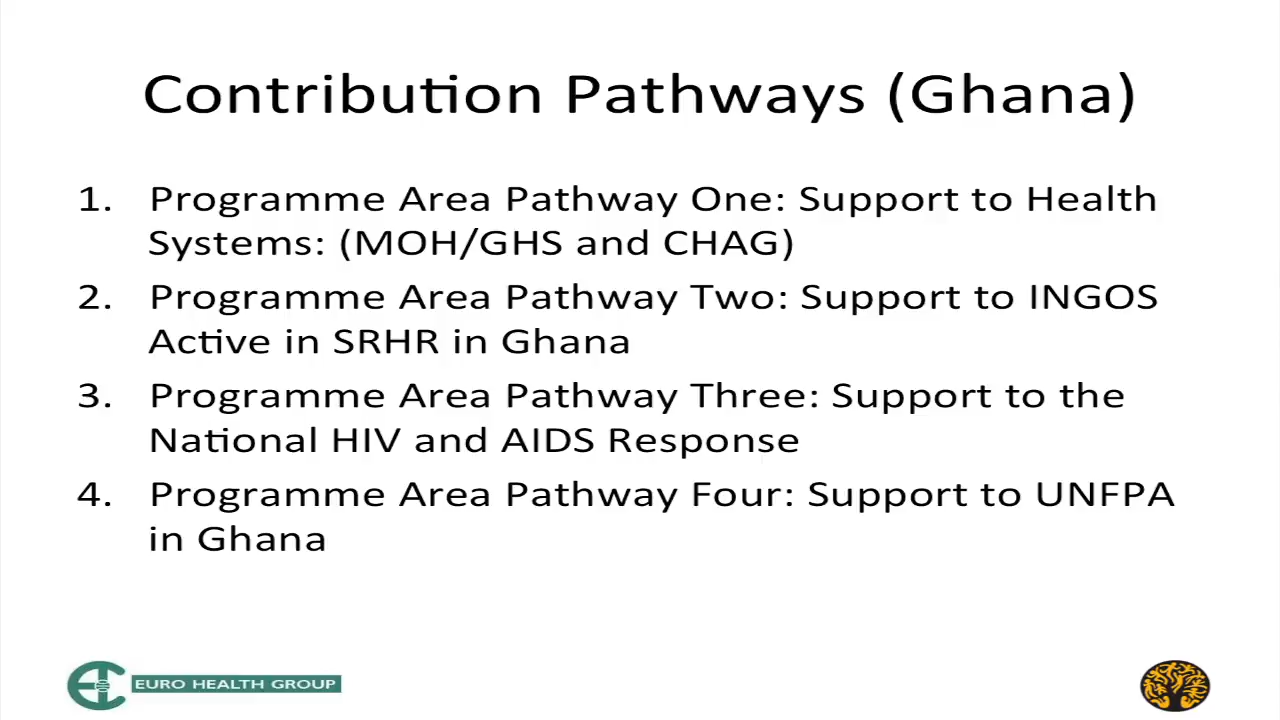 Contribution Pathways (Ghana)
1. Programme Area Pathway One: Support to Health
Systems: (MOH/GHS and CHAG)
2. Programme Area Pathway Two: Support to INGOS
Active in SRHR in Ghana
3. Programme Area Pathway Three: Support to the
National HIV and AIDS Response
4. Programme Area Pathway Four: Support to UNFPA
in Ghana
EURO HEALTH GROUP